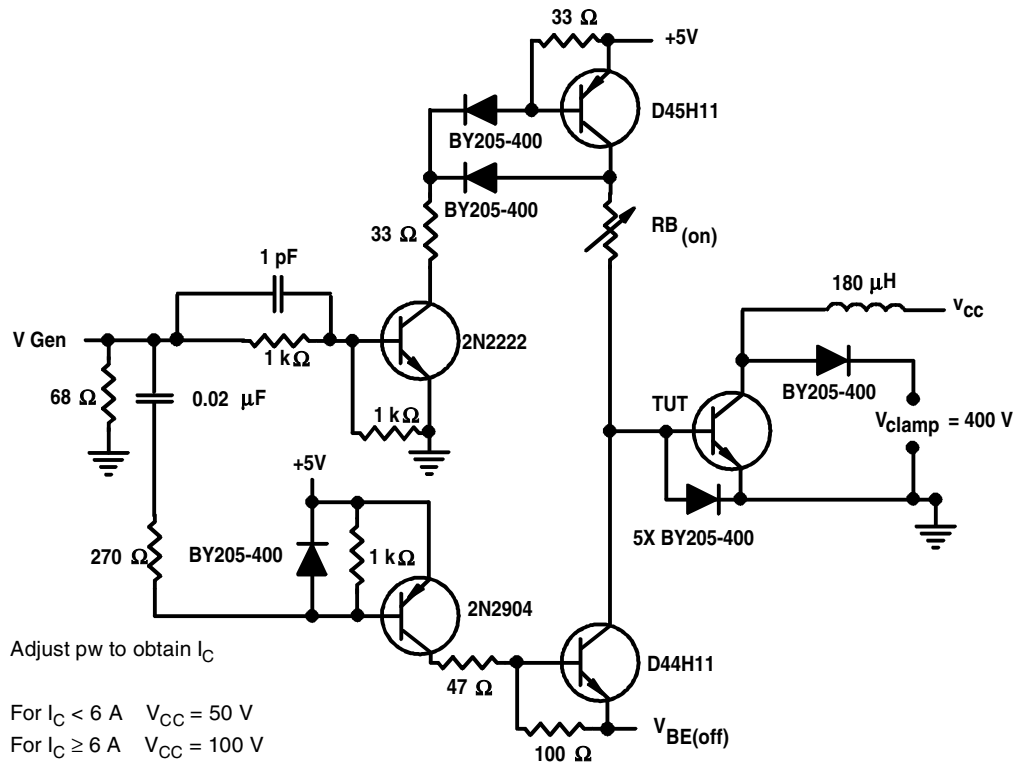 33 Ω
+5V
D45H11
BY205-400
BY205-400
33 Ω
RB(on)
1 pF
180 μH
V Gen
2N2222
vCC
1 kΩ
BY205-400
68 Ω
0.02 μF
TUT
Vclamp = 400 V
1 kΩ
+5V
5X BY205-400
270 Ω
BY205-400
1 kΩ
2N2904
Adjust pw to obtain IC
D44H11
47 Ω
For IC < 6 A VCC = 50 V
VBE(off)
For IC ≥ 6 A VCC = 100 V
100 Ω